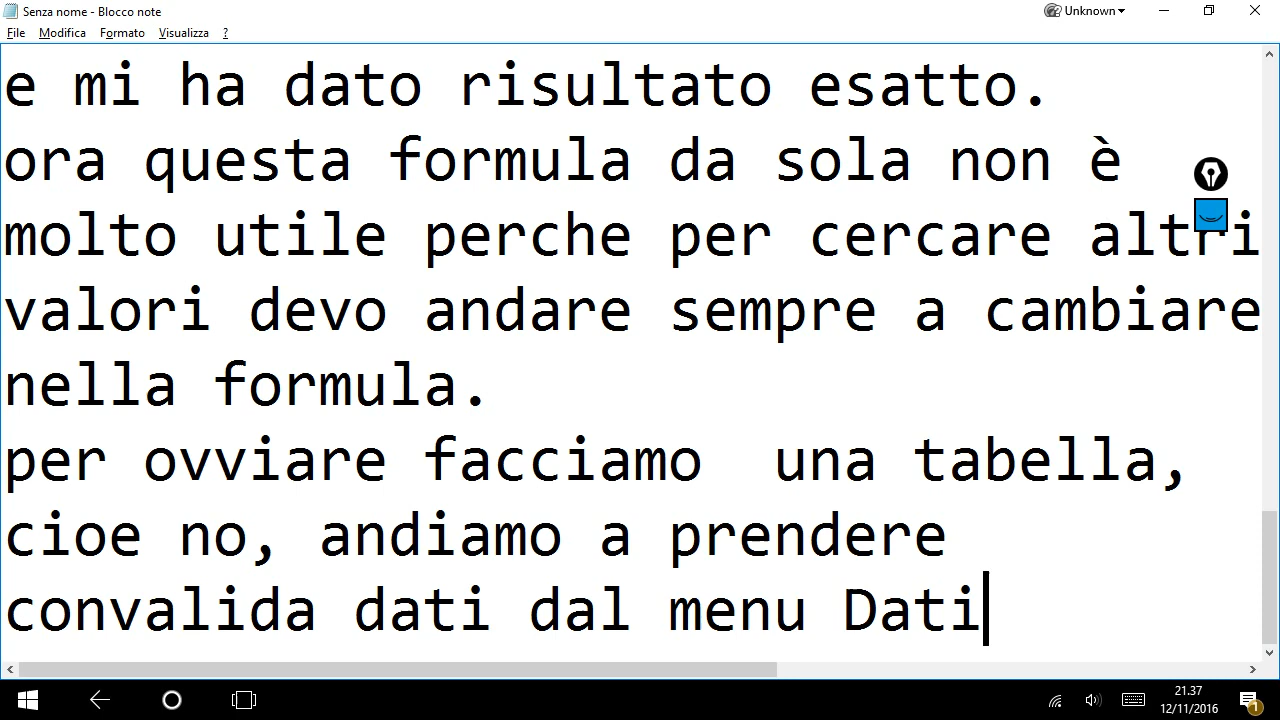 Senza nome - Blocco note
Unknown
File Modifica Formato Visualizza ?
e mi ha dato risultato esatto.
ora questa formula da sola non è
molto utile perche per cercare altri
valori devo andare sempre a cambiare
nella formula.
per ovviare facciamo  una tabella,
cioe no, andiamo a prendere
convalida dati dal menu Dati
21.37
12/11/2016
1